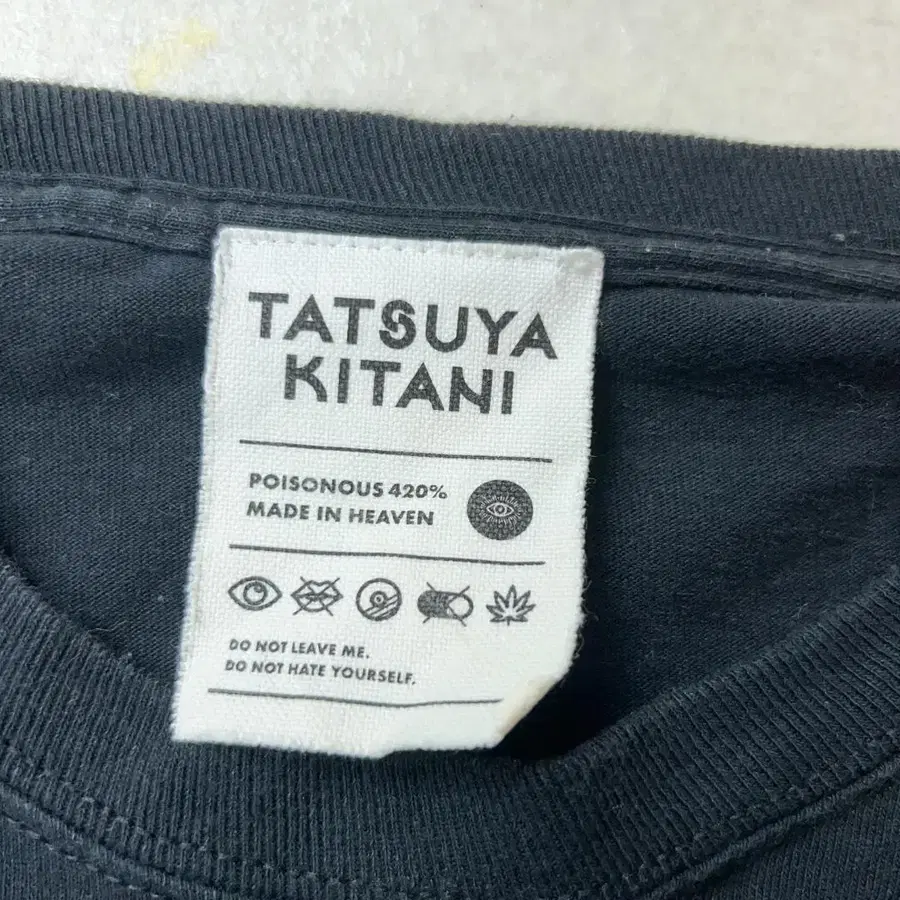 TATSUYA
KITANI
POISONOUS 420%
MADE IN HEAVEN
DO NOT LEAVE ME.
DO NOT HATE YOURSELF.